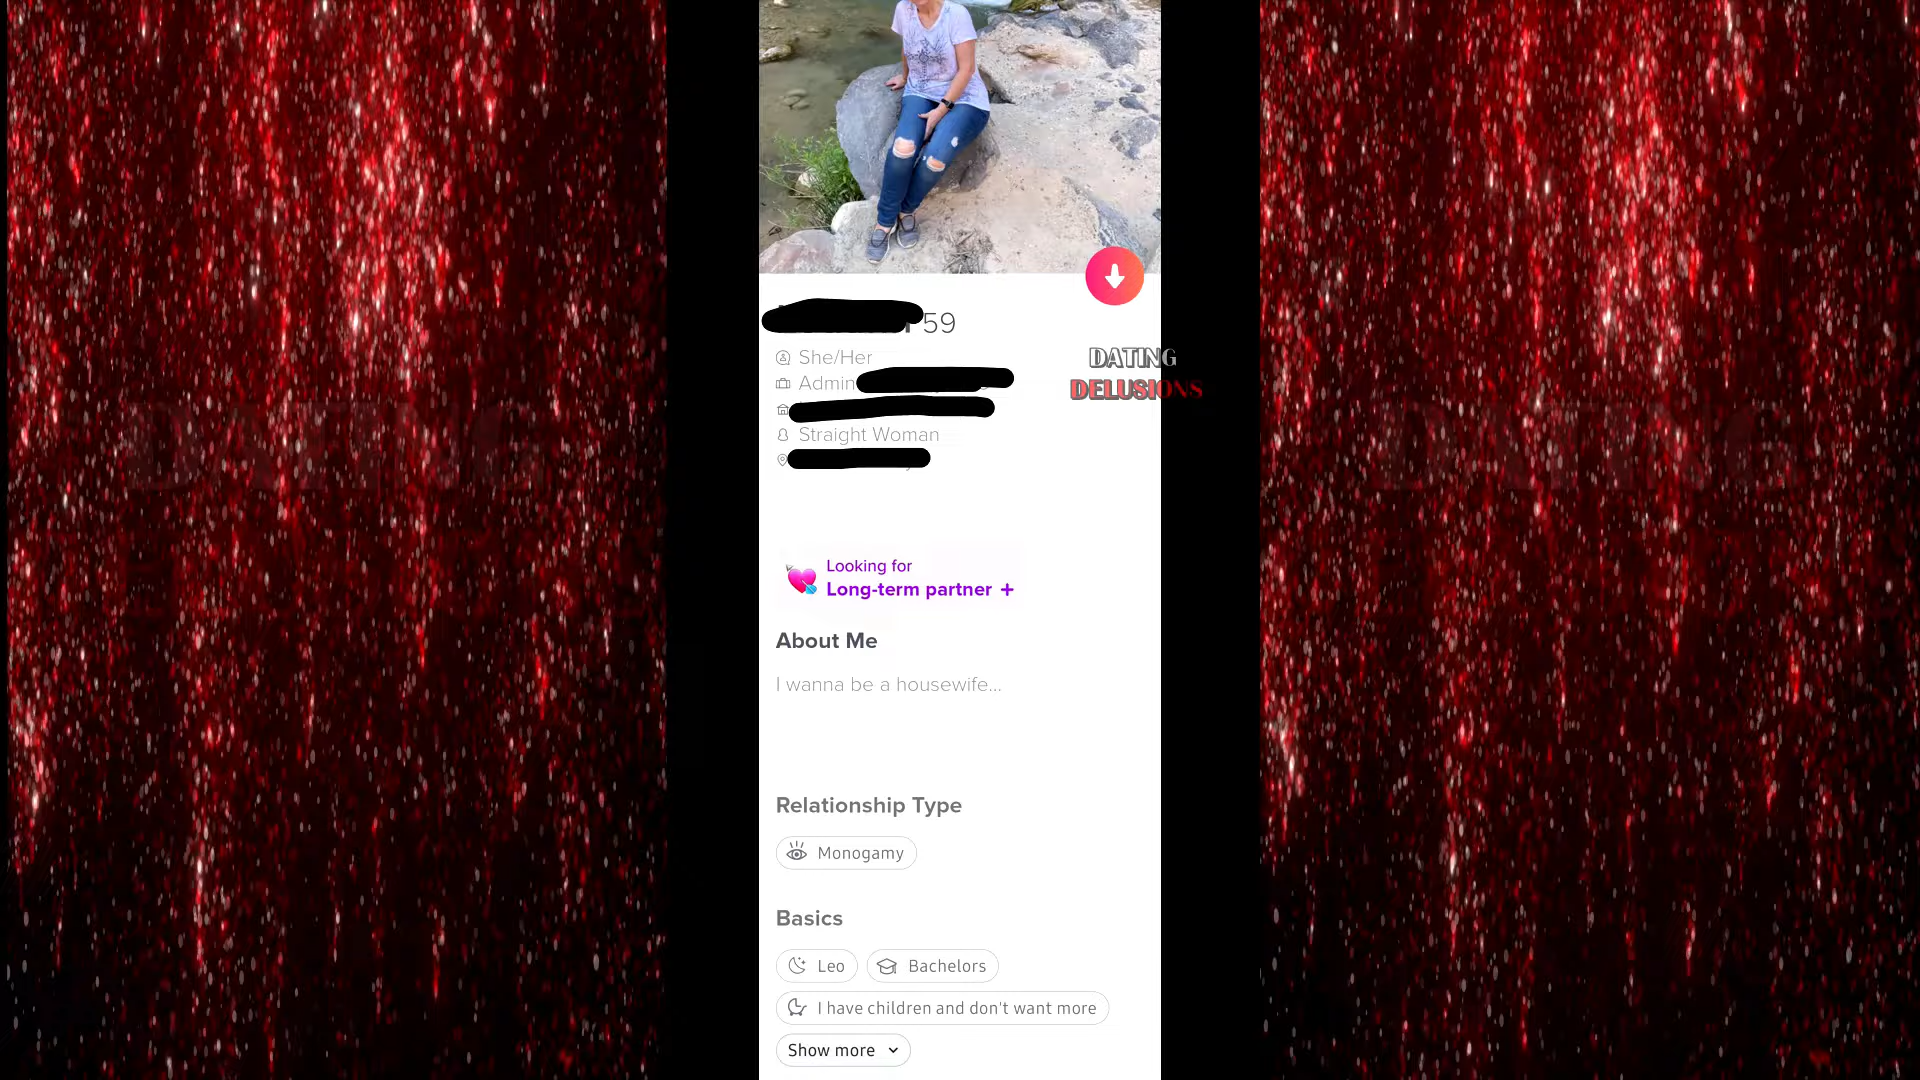 59
She/Her
Admin
Straight Woman
DATING
DELUSIONS
Looking for
Long-term partner +
About Me
I wanna be a housewife...
Relationship Type
Monogamy
Basics
Leo
Bachelors
I have children and don't want more
Show more